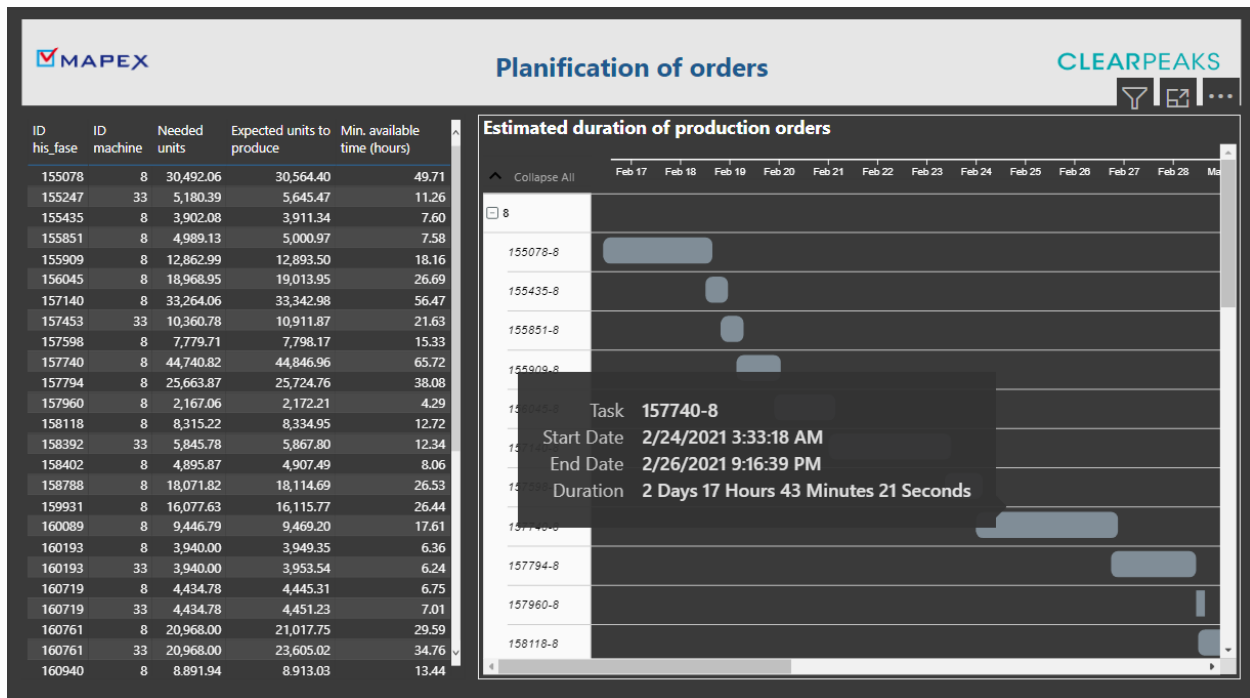 MAPEX
Planification of orders
CLEARPEAKS
ID his_fase ID machine Needed units Expected units to produce Min. available time (hours)
155078 8 30,492.06 30,564.40 49.71
155247 33 5,180.39 5,645.47 11.26
155435 8 3,902.08 3,911.34 7.60
155851 8 4,989.13 5,000.97 7.58
155909 8 12,862.99 12,893.50 18.16
156045 8 18,968.95 19,013.95 26.69
157140 8 33,264.06 33,342.98 56.47
157453 33 10,360.78 10,911.87 21.63
157598 8 7,779.71 7,798.17 15.33
157740 8 44,740.82 44,846.96 65.72
157794 8 25,663.87 25,724.76 38.08
157960 8 2,167.06 2,172.21 4.29
158118 8 8,315.22 8,334.95 12.72
158392 33 5,845.78 5,867.80 12.34
158402 8 4,895.87 4,907.49 8.06
158788 8 18,071.82 18,114.69 26.53
159931 8 16,077.63 16,115.77 26.44
160089 8 9,446.79 9,469.20 17.61
160193 8 3,940.00 3,949.35 6.36
160193 33 3,940.00 3,953.54 6.24
160719 8 4,434.78 4,445.31 6.75
160719 33 4,434.78 4,451.23 7.01
160761 8 20,968.00 21,017.75 29.59
160761 33 20,968.00 23,605.02 34.76
160940 8 8.891.94 8.913.03 13.44
Estimated duration of production orders
Collapse All
Feb 17 Feb 18 Feb 19 Feb 20 Feb 21 Feb 22 Feb 23 Feb 24 Feb 25 Feb 26 Feb 27 Feb 28 Ma
8
155078-8
155435-8
155851-8
155909-8
Task 157740-8
Start Date 2/24/2021 3:33:18 AM
End Date 2/26/2021 9:16:39 PM
Duration 2 Days 17 Hours 43 Minutes 21 Seconds
157740-8
157794-8
157960-8
158118-8